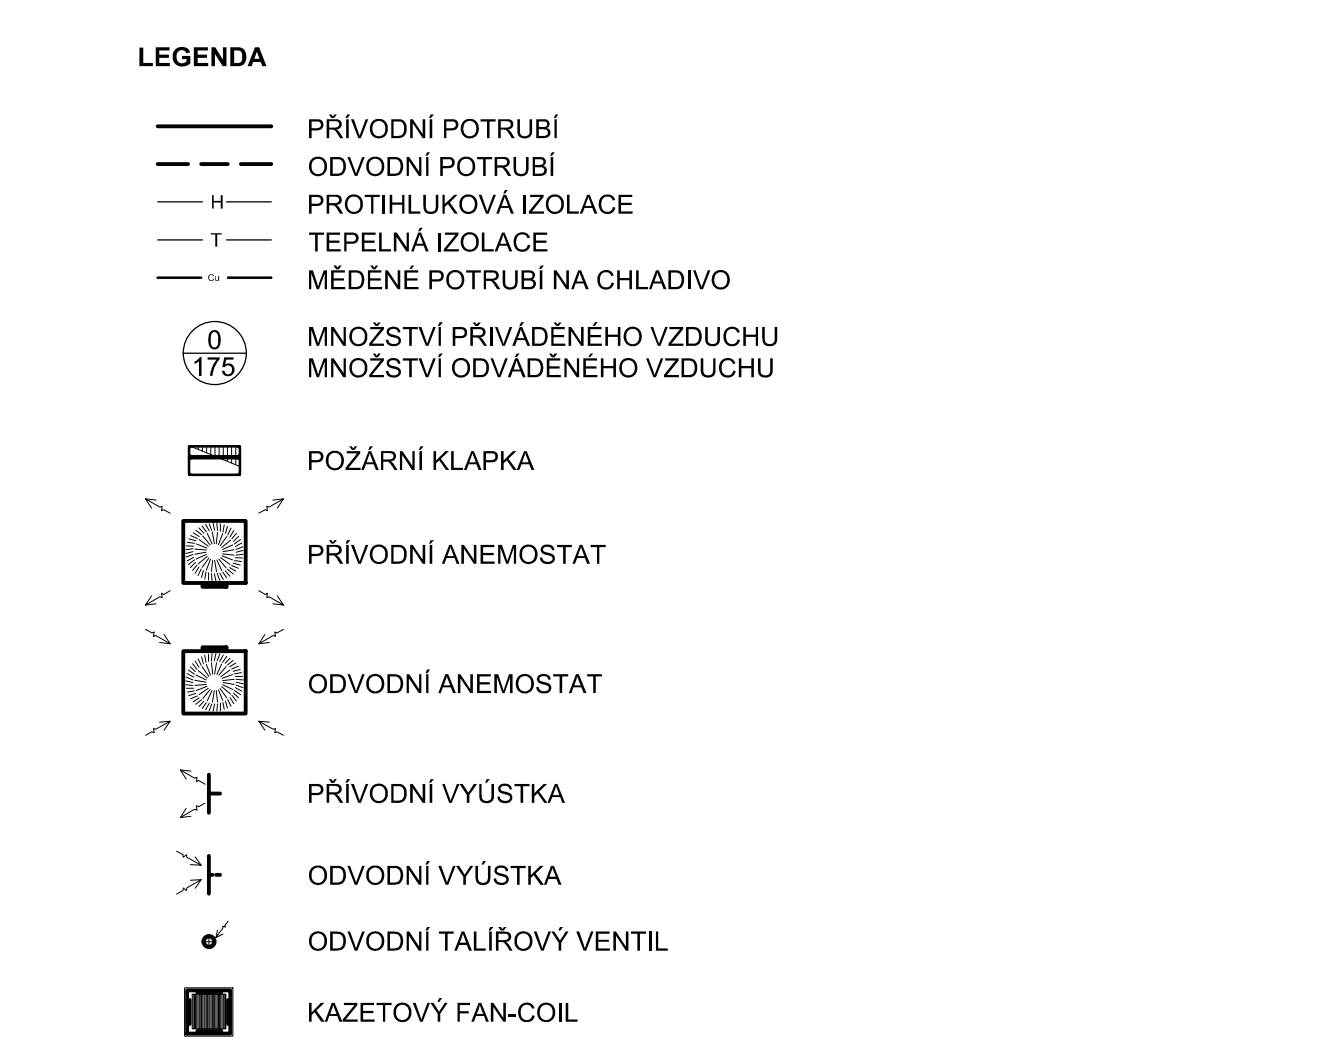 LEGENDA
PŘÍVODNÍ POTRUBÍ
ODVODNÍ POTRUBÍ
H PROTIHLUKOVÁ IZOLACE
T TEPELNÁ IZOLACE
Cu MĚDĚNÉ POTRUBÍ NA CHLADIVO
0 MNOŽSTVÍ PŘIVÁDĚNÉHO VZDUCHU
175 MNOŽSTVÍ ODVÁDĚNÉHO VZDUCHU
POŽÁRNÍ KLAPKA
PŘÍVODNÍ ANEMOSTAT
ODVODNÍ ANEMOSTAT
PŘÍVODNÍ VYÚSTKA
ODVODNÍ VYÚSTKA
ODVODNÍ TALÍŘOVÝ VENTIL
KAZETOVÝ FAN-COIL